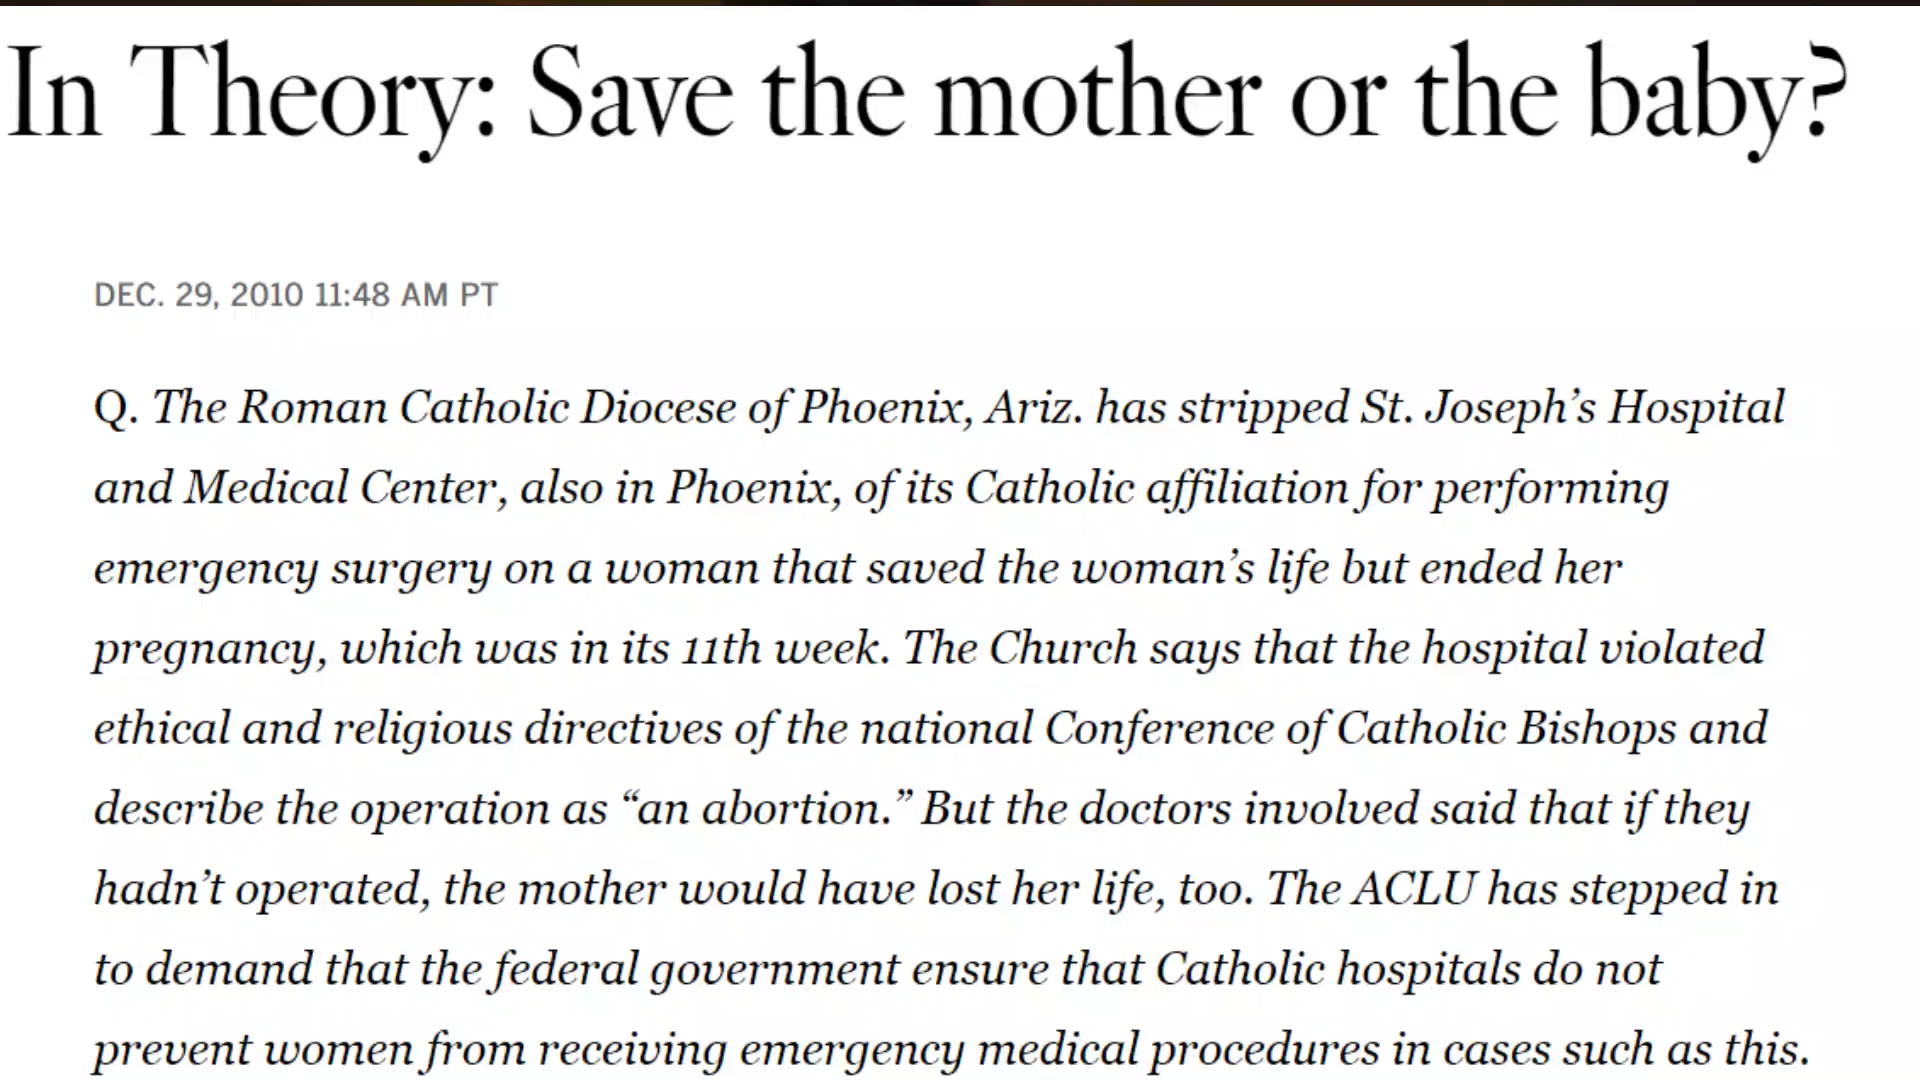 In Theory: Save the mother or the baby?
DEC. 29, 2010 11:48 AM PT
Q. The Roman Catholic Diocese of Phoenix, Ariz. has stripped St. Joseph’s Hospital
and Medical Center, also in Phoenix, of its Catholic affiliation for performing
emergency surgery on a woman that saved the woman’s life but ended her
pregnancy, which was in its 11th week. The Church says that the hospital violated
ethical and religious directives of the national Conference of Catholic Bishops and
describe the operation as “an abortion.” But the doctors involved said that if they
hadn’t operated, the mother would have lost her life, too. The ACLU has stepped in
to demand that the federal government ensure that Catholic hospitals do not
prevent women from receiving emergency medical procedures in cases such as this.